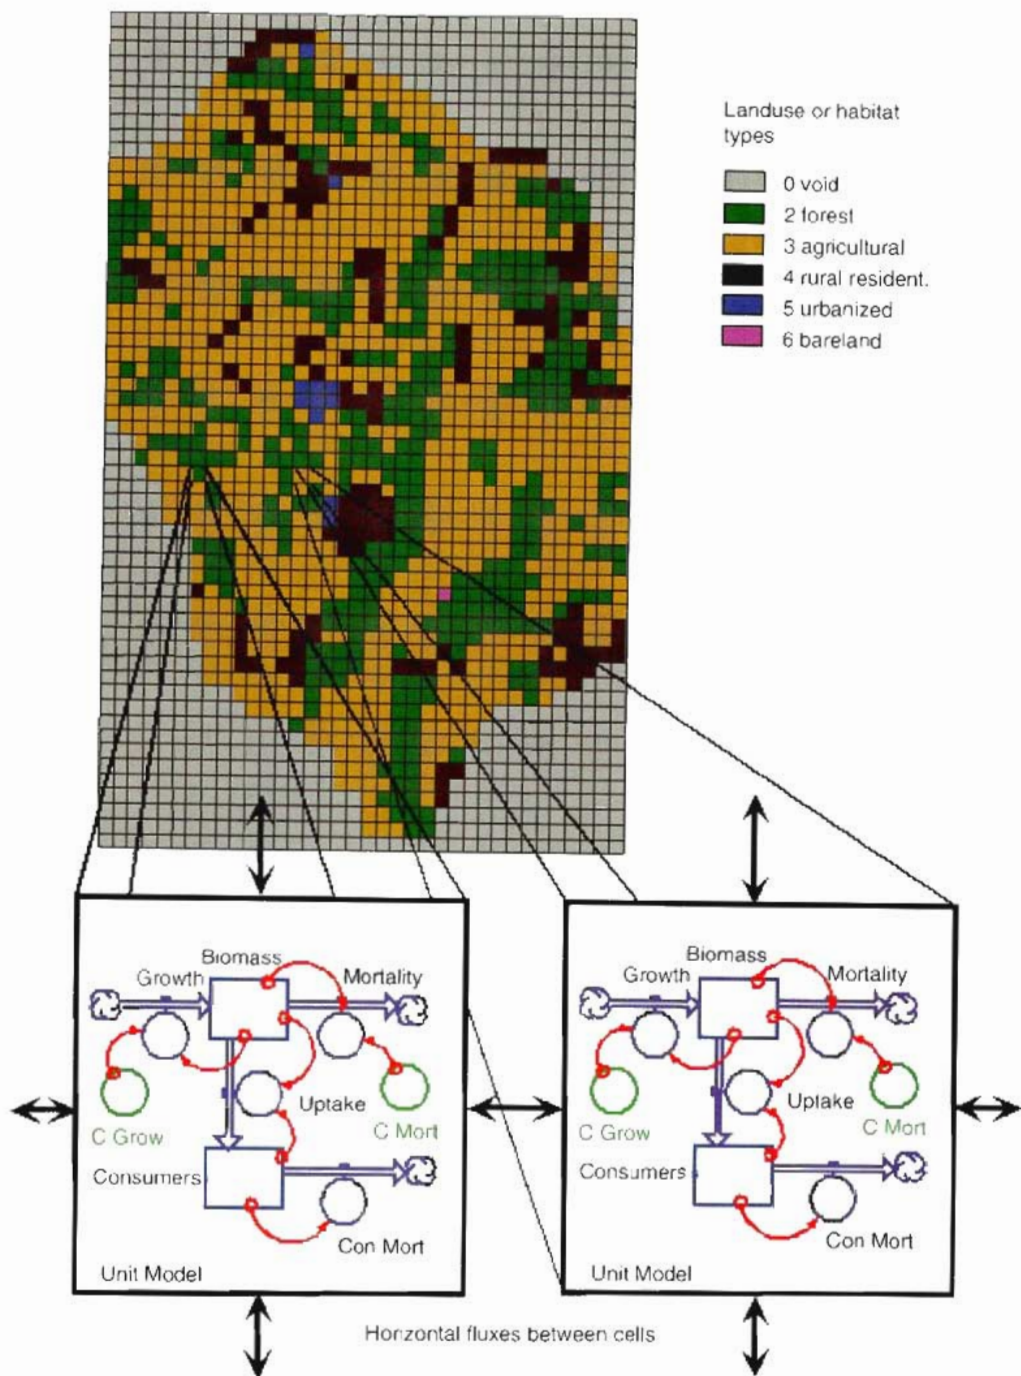 Landuse or habitat
types
0 void
2 forest
3 agricultural
4 rural resident.
5 urbanized
6 bareland
Biomass
Growth
Mortality
Uptake
C Grow
C Mort
Consumers
Con Mort
Unit Model
Biomass
Growth
Mortality
Uptake
C Grow
C Mort
Consumers
Con Mort
Unit Model
Horizontal fluxes between cells